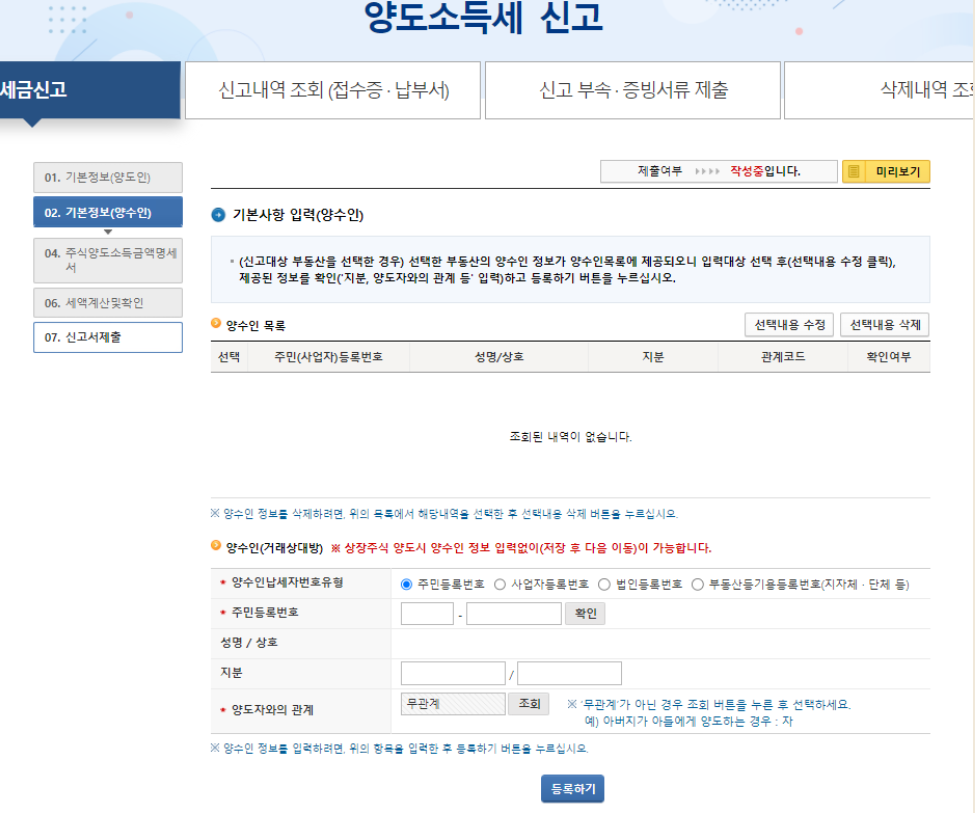 양도소득세 신고
세금신고
신고내역 조회 (접수증 · 납부서)
신고 부속 · 증빙서류 제출
삭제내역 조회
01. 기본정보(양도인)
02. 기본정보(양수인)
04. 주식양도소득금액명세
서
06. 세액계산및확인
07. 신고서제출
제출여부 작성중입니다.
미리보기
기본사항 입력(양수인)
(신고대상 부동산을 선택한 경우) 선택한 부동산의 양수인 정보가 양수인목록에 제공되오니 입력대상 선택 후(선택내용 수정 클릭),
제공된 정보를 확인('지분, 양도자와의 관계 등' 입력)하고 등록하기 버튼을 누르십시오.
양수인 목록
선택내용 수정
선택내용 삭제
선택 주민(사업자)등록번호 성명/상호 지분 관계코드 확인여부
조회된 내역이 없습니다.
※ 양수인 정보를 삭제하려면, 위의 목록에서 해당내역을 선택한 후 선택내용 삭제 버튼을 누르십시오.
양수인(거래상대방) ※ 상장주식 양도시 양수인 정보 입력없이(저장 후 다음 이동)이 가능합니다.
* 양수인납세자번호유형 주민등록번호 사업자등록번호 법인등록번호 부동산등기용등록번호(지자체 · 단체 등)
* 주민등록번호 - 확인
성명 / 상호
지분 /
* 양도자와의 관계 무관계 조회 ※ '무관계'가 아닌 경우 조회 버튼을 누른 후 선택하세요.
예) 아버지가 아들에게 양도하는 경우 : 자
※ 양수인 정보를 입력하려면, 위의 항목을 입력한 후 등록하기 버튼을 누르십시오.
등록하기